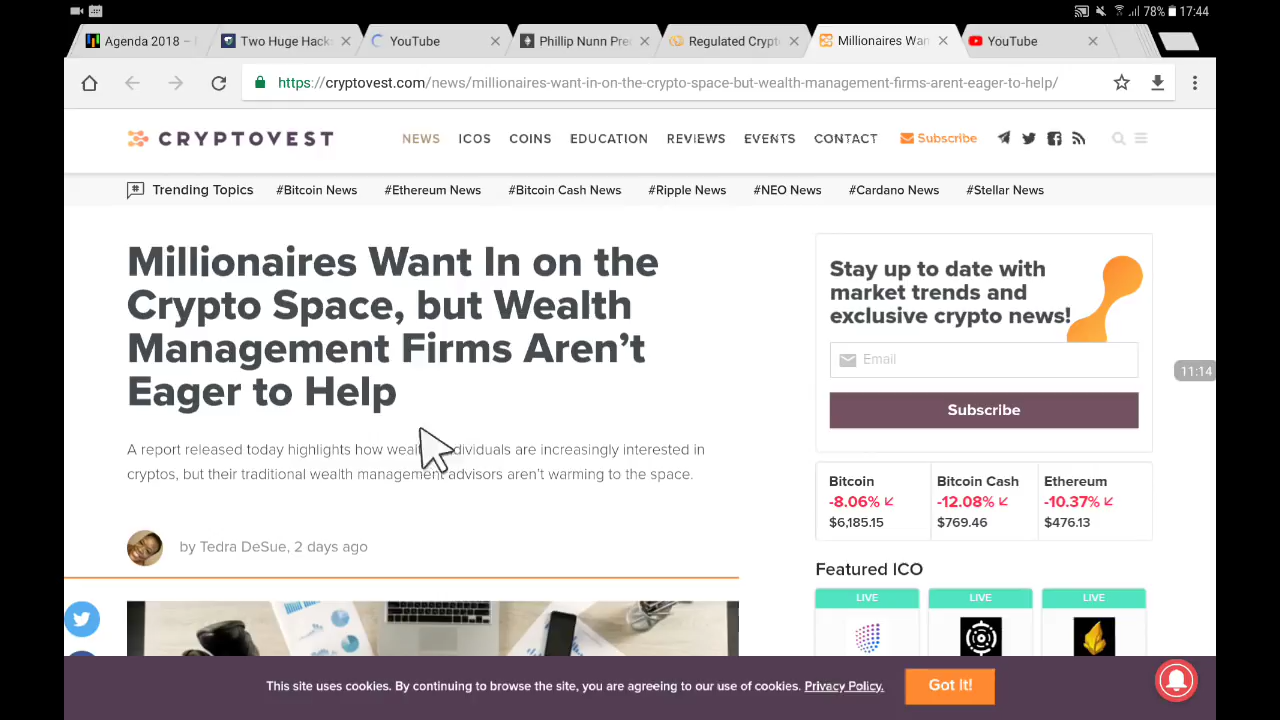 78% 17:44
Agenda 2018 –
Two Huge Hack
YouTube
Phillip Nunn Pre
Regulated Crypt
Millionaires Wan
YouTube
https://cryptovest.com/news/millionaires-want-in-on-the-crypto-space-but-wealth-management-firms-arent-eager-to-help/
CRYPTOVEST
NEWS ICOS COINS EDUCATION REVIEWS EVENTS CONTACT Subscribe
Trending Topics #Bitcoin News #Ethereum News #Bitcoin Cash News #Ripple News #NEO News #Cardano News #Stellar News
Millionaires Want In on the
Crypto Space, but Wealth
Management Firms Aren’t
Eager to Help
A report released today highlights how individuals are increasingly interested in
cryptos, but their traditional wealth management advisors aren’t warming to the space.
by Tedra DeSue, 2 days ago
Stay up to date with
market trends and
exclusive crypto news!
Email
Subscribe
11:14
Bitcoin Bitcoin Cash Ethereum
-8.06% -12.08% -10.37%
$6,185.15 $769.46 $476.13
Featured ICO
LIVE LIVE LIVE
This site uses cookies. By continuing to browse the site, you are agreeing to our use of cookies. Privacy Policy.
Got It!